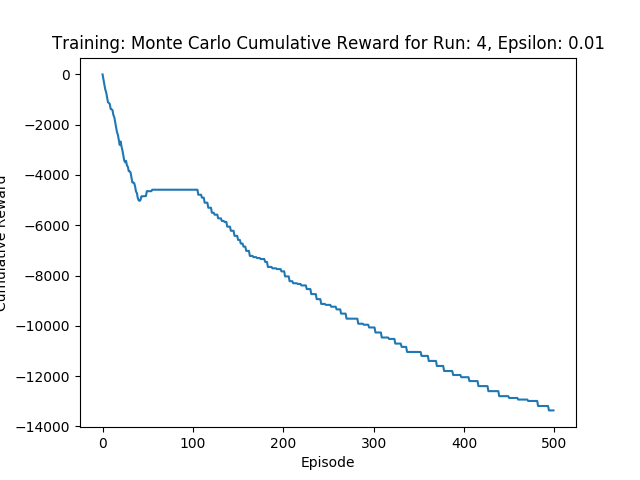 Training: Monte Carlo Cumulative Reward for Run: 4, Epsilon: 0.01
0
−2000
−4000
−6000
−8000
−10000
−12000
−14000
Cumulative Reward
0 100 200 300 400 500
Episode